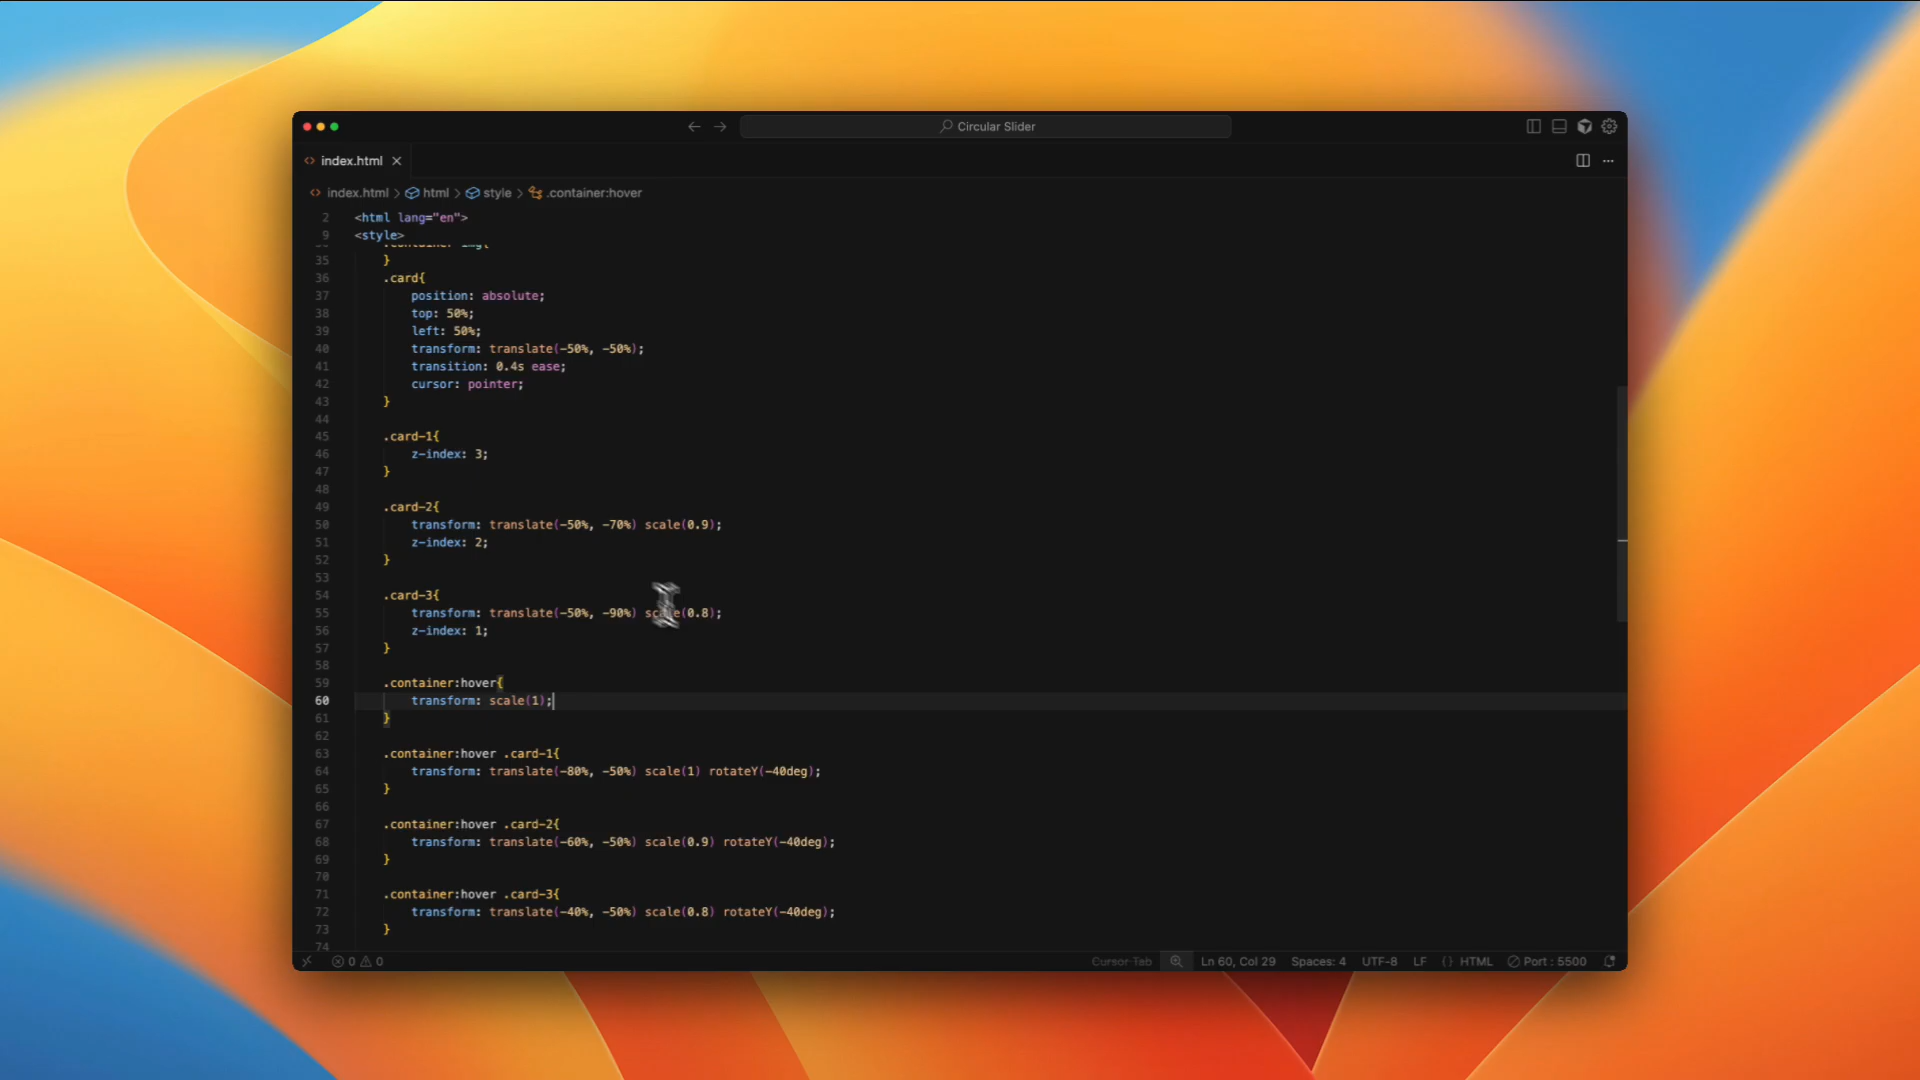 Circular Slider
index.html
index.html > html > style > .container:hover
2 <html lang="en">
9 <style>
35 }
36 .card{
37 position: absolute;
38 top: 50%;
39 left: 50%;
40 transform: translate(-50%, -50%);
41 transition: 0.4s ease;
42 cursor: pointer;
43 }
44
45 .card-1{
46 z-index: 3;
47 }
48
49 .card-2{
50 transform: translate(-50%, -70%) scale(0.9);
51 z-index: 2;
52 }
53
54 .card-3{
55 transform: translate(-50%, -90%) scale(0.8);
56 z-index: 1;
57 }
58
59 .container:hover{
60 transform: scale(1);
61 }
62
63 .container:hover .card-1{
64 transform: translate(-80%, -50%) scale(1) rotateY(-40deg);
65 }
66
67 .container:hover .card-2{
68 transform: translate(-60%, -50%) scale(0.9) rotateY(-40deg);
69 }
70
71 .container:hover .card-3{
72 transform: translate(-40%, -50%) scale(0.8) rotateY(-40deg);
73 }
74
0 0 Cursor Tab Ln 60, Col 29 Spaces: 4 UTF-8 LF {} HTML Port : 5500